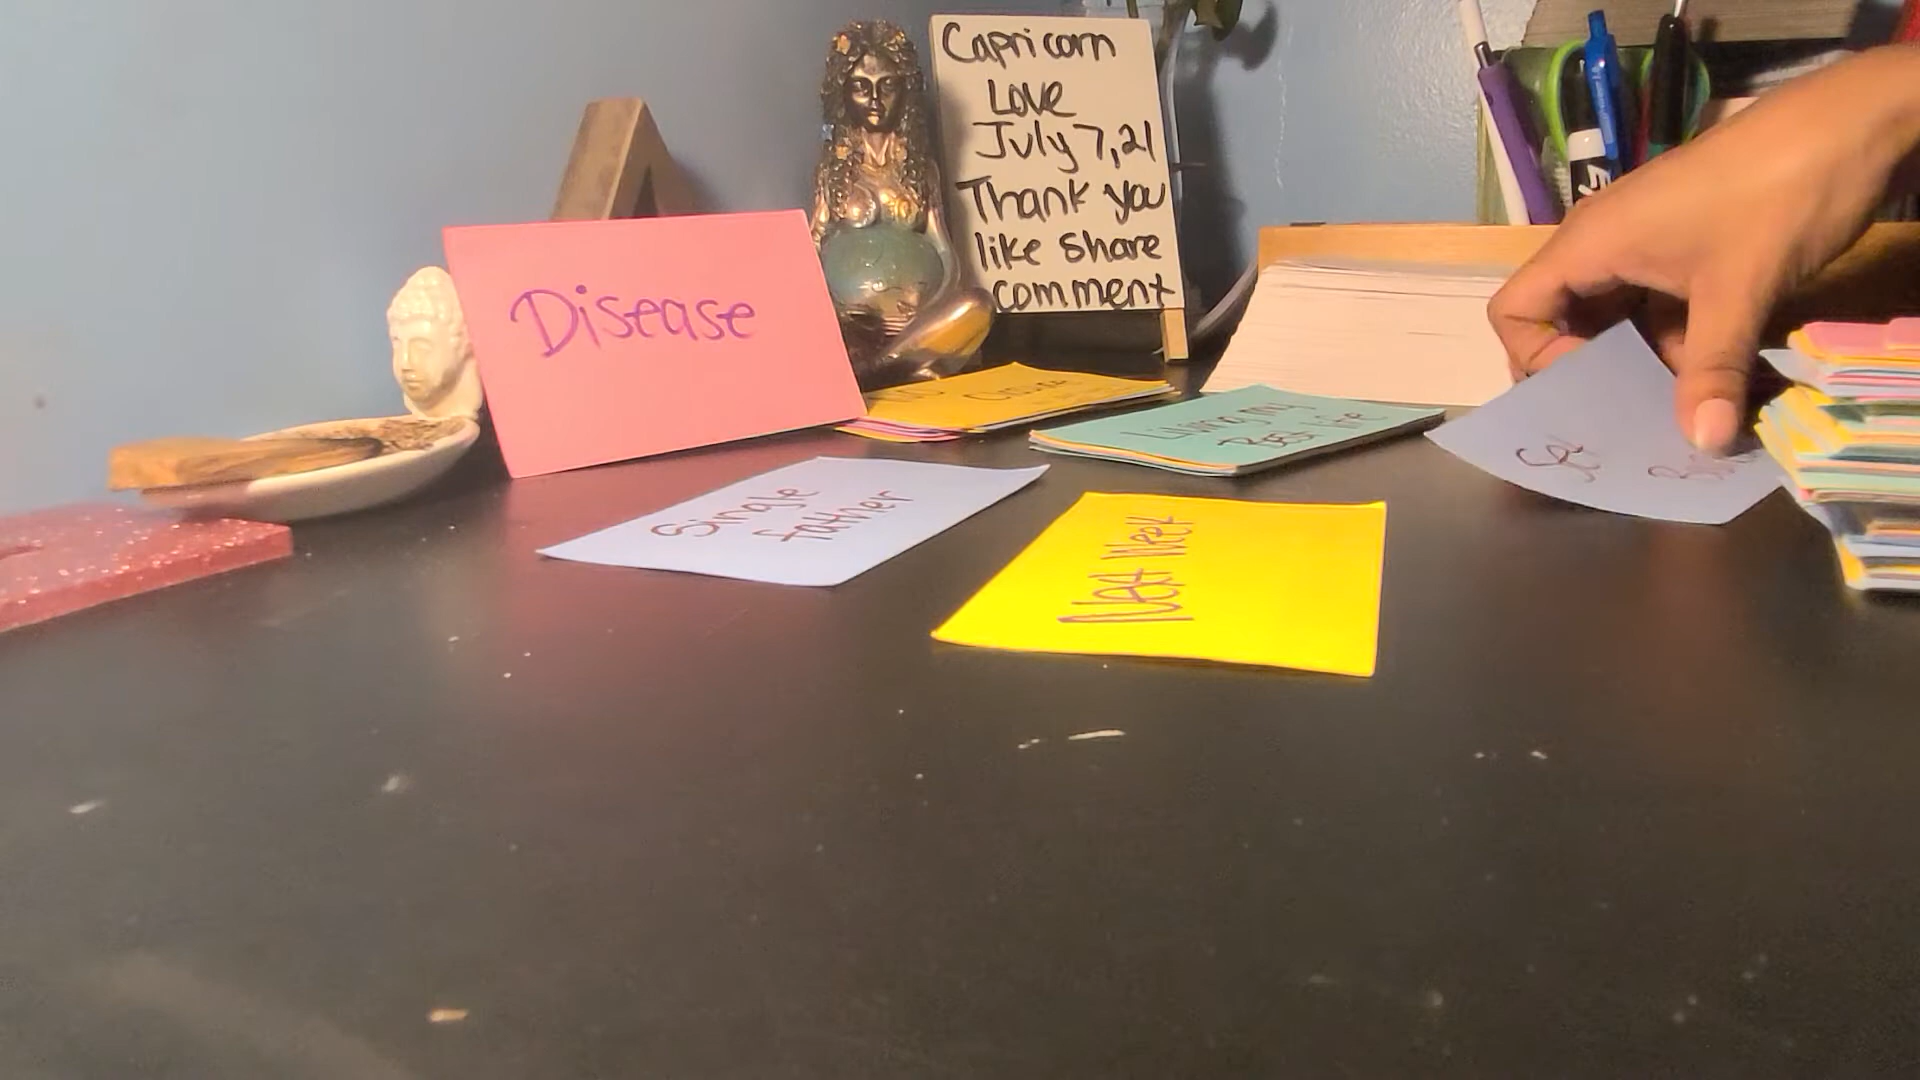 Capricorn
Love
July 7, 21
Thank you
like share
comment
Disease
Living my
Best life
Single
father
Next Week
Set